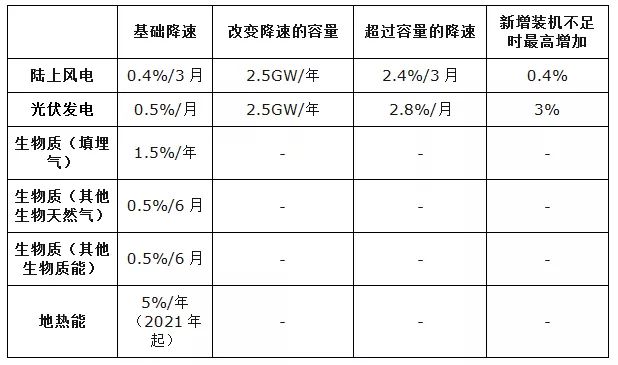 基础降速 改变降速的容量 超过容量的降速 新增装机不足
时最高增加
陆上风电 0.4%/3月 2.5GW/年 2.4%/3月 0.4%
光伏发电 0.5%/月 2.5GW/年 2.8%/月 3%
生物质（填埋
气） 1.5%/年 - - -
生物质（其他
生物天然气） 0.5%/6月 - - -
生物质（其他
生物质能） 0.5%/6月 - - -
地热能 5%/年
（2021年
起） - - -